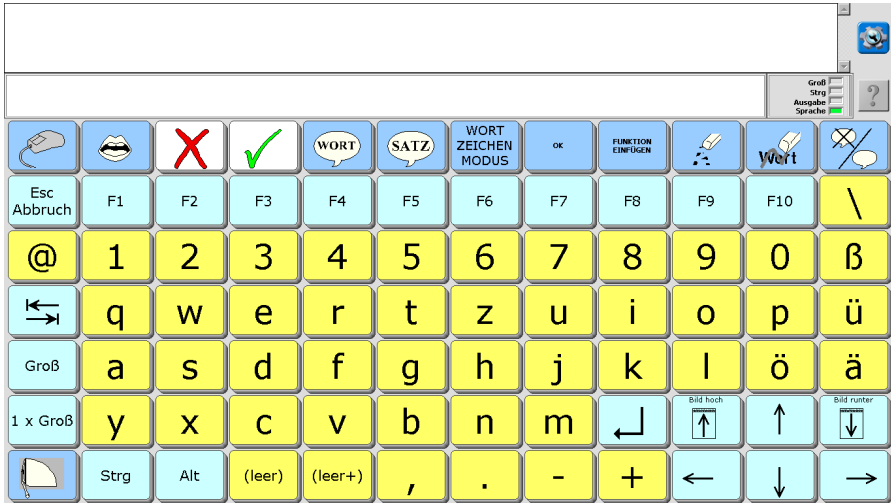 Groß
Strg
Ausgabe
Sprache
?
WORT SATZ WORT ZEICHEN MODUS OK FUNKTION EINFÜGEN Wort
Esc Abbruch F1 F2 F3 F4 F5 F6 F7 F8 F9 F10 \
@ 1 2 3 4 5 6 7 8 9 0 ß
q w e r t z u i o p ü
Groß a s d f g h j k l ö ä
1 x Groß y x c v b n m Bild hoch Bild runter
Strg Alt (leer) (leer+) , . - +